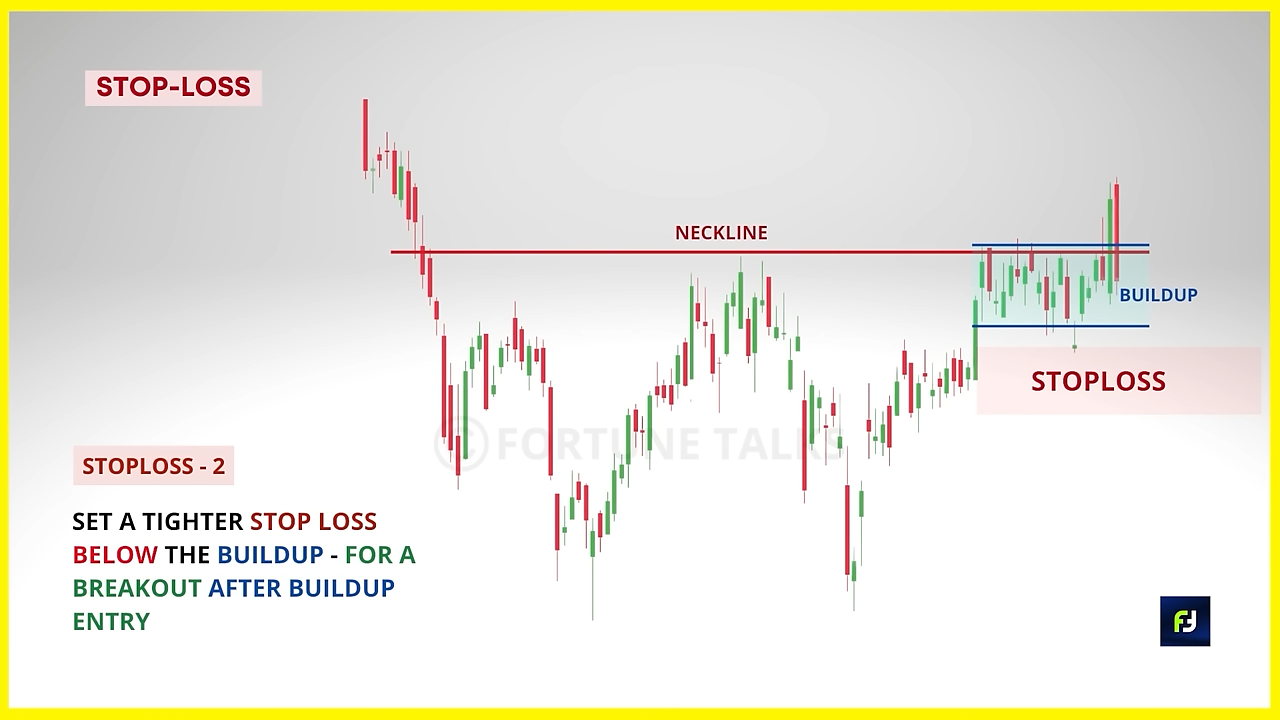 STOP-LOSS
NECKLINE
BUILDUP
STOPLOSS
© FORTUNE TALKS
STOPLOSS - 2
SET A TIGHTER STOP LOSS
BELOW THE BUILDUP - FOR A
BREAKOUT AFTER BUILDUP
ENTRY